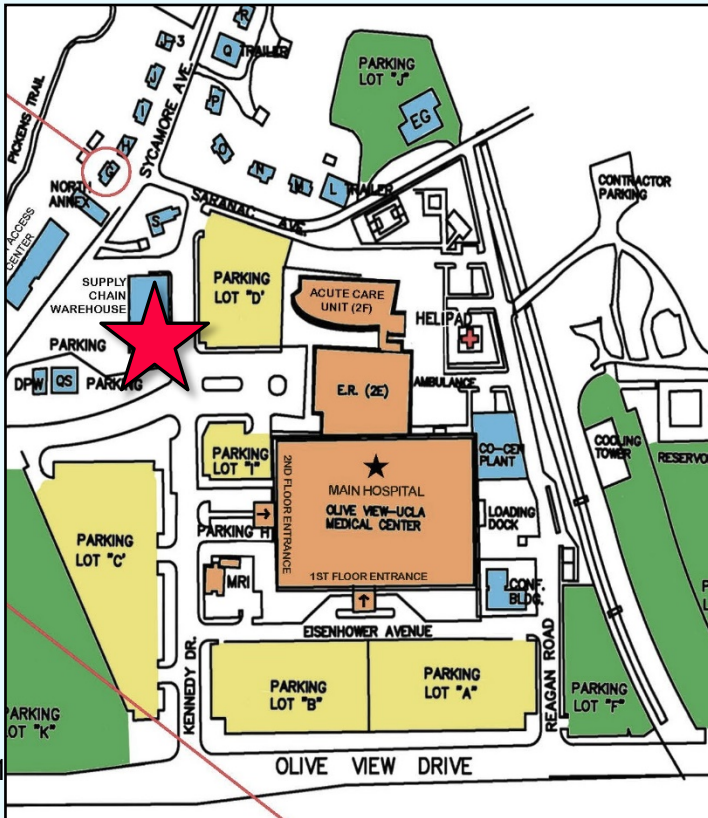 R
J 3
Q
TRAILER
PARKING
LOT "J"
J
I
P
EG
PICKENS TRAIL
SYCAMORE AVE.
H
O
N
M
L
TRAILER
G
NORTH
ANNEX
SARANAC AVE.
CONTRACTOR
PARKING
S
ACCESS
CENTER
SUPPLY
CHAIN
WAREHOUSE
PARKING
LOT 'D'
ACUTE CARE
UNIT (2F)
HELIPAD
PARKING
DPW
QS
PARKING
E.R. (2E)
AMBULANCE
PARKING
LOT "I"
2ND FLOOR ENTRANCE
CO-GEN
PLANT
COOLING
TOWER
RESERVO
MAIN HOSPITAL
OLIVE VIEW-UCLA
MEDICAL CENTER
LOADING
DOCK
PARKING H
PARKING
LOT "C'
MRI
1ST FLOOR ENTRANCE
CONF.
BLDG.
EISENHOWER AVENUE
KENNEDY DR.
PARKING
LOT "B"
PARKING
LOT "A"
REAGAN ROAD
PARKING
LOT "F"
PARKING
LOT "K"
OLIVE VIEW DRIVE